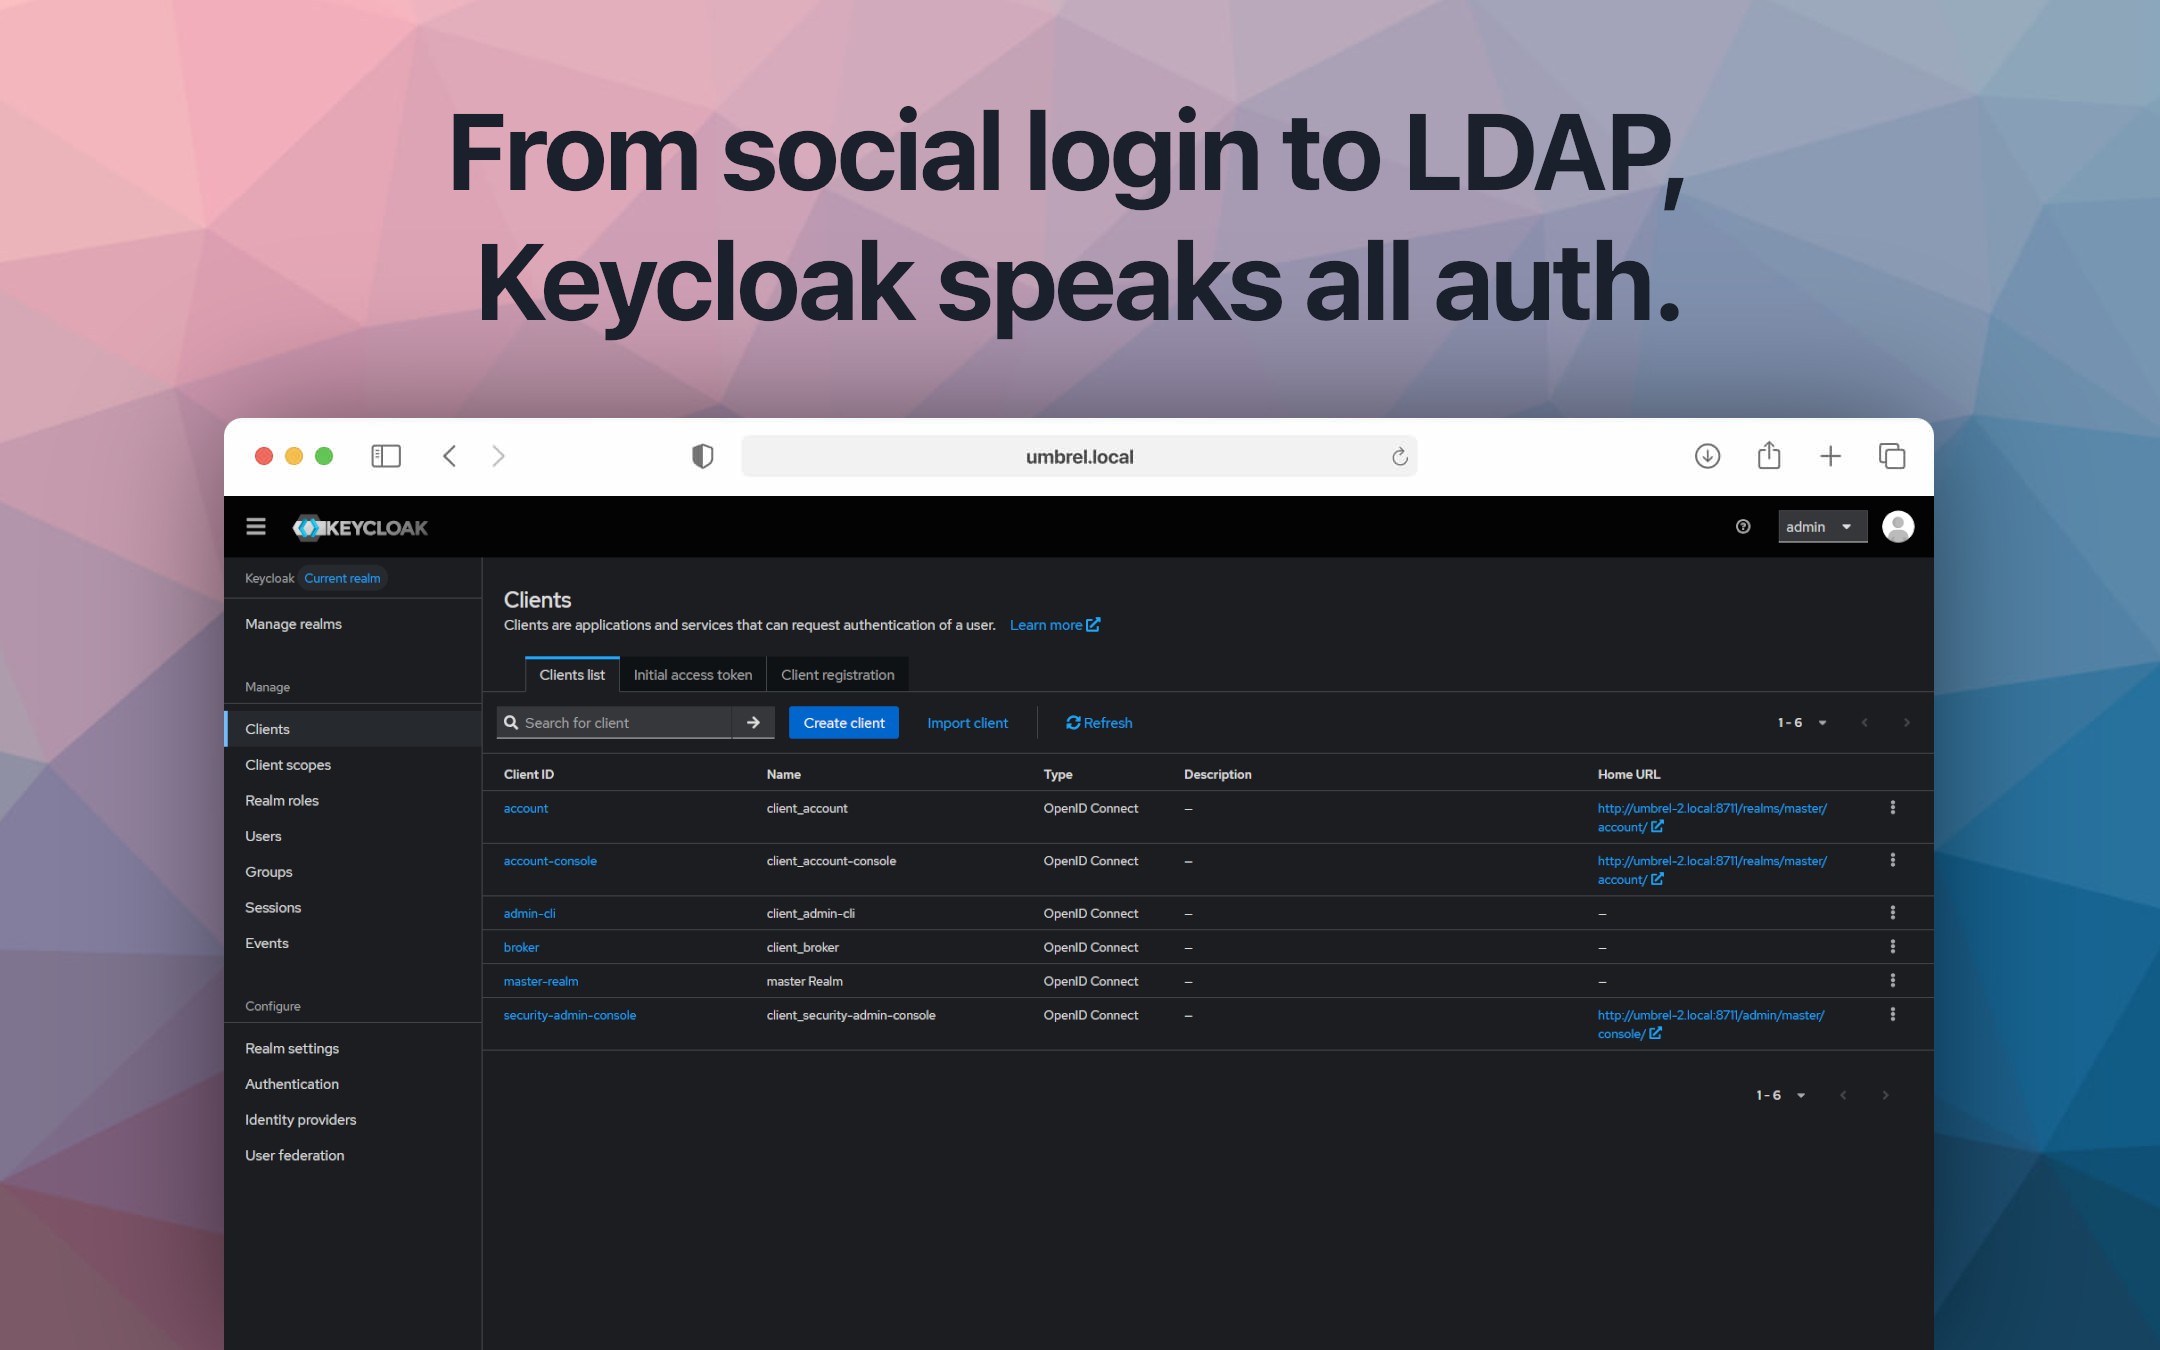 From social login to LDAP,
Keycloak speaks all auth.
umbrel.local
KEYCLOAK
admin
Keycloak Current realm
Manage realms
Manage
Clients
Client scopes
Realm roles
Users
Groups
Sessions
Events
Configure
Realm settings
Authentication
Identity providers
User federation
Clients
Clients are applications and services that can request authentication of a user. Learn more
Clients list Initial access token Client registration
Search for client Create client Import client Refresh 1 - 6
Client ID Name Type Description Home URL
account client_account OpenID Connect – http://umbrel-2.local:8711/realms/master/
account/
account-console client_account-console OpenID Connect – http://umbrel-2.local:8711/realms/master/
account/
admin-cli client_admin-cli OpenID Connect – –
broker client_broker OpenID Connect – –
master-realm master Realm OpenID Connect – –
security-admin-console client_security-admin-console OpenID Connect – http://umbrel-2.local:8711/admin/master/
console/
1 - 6